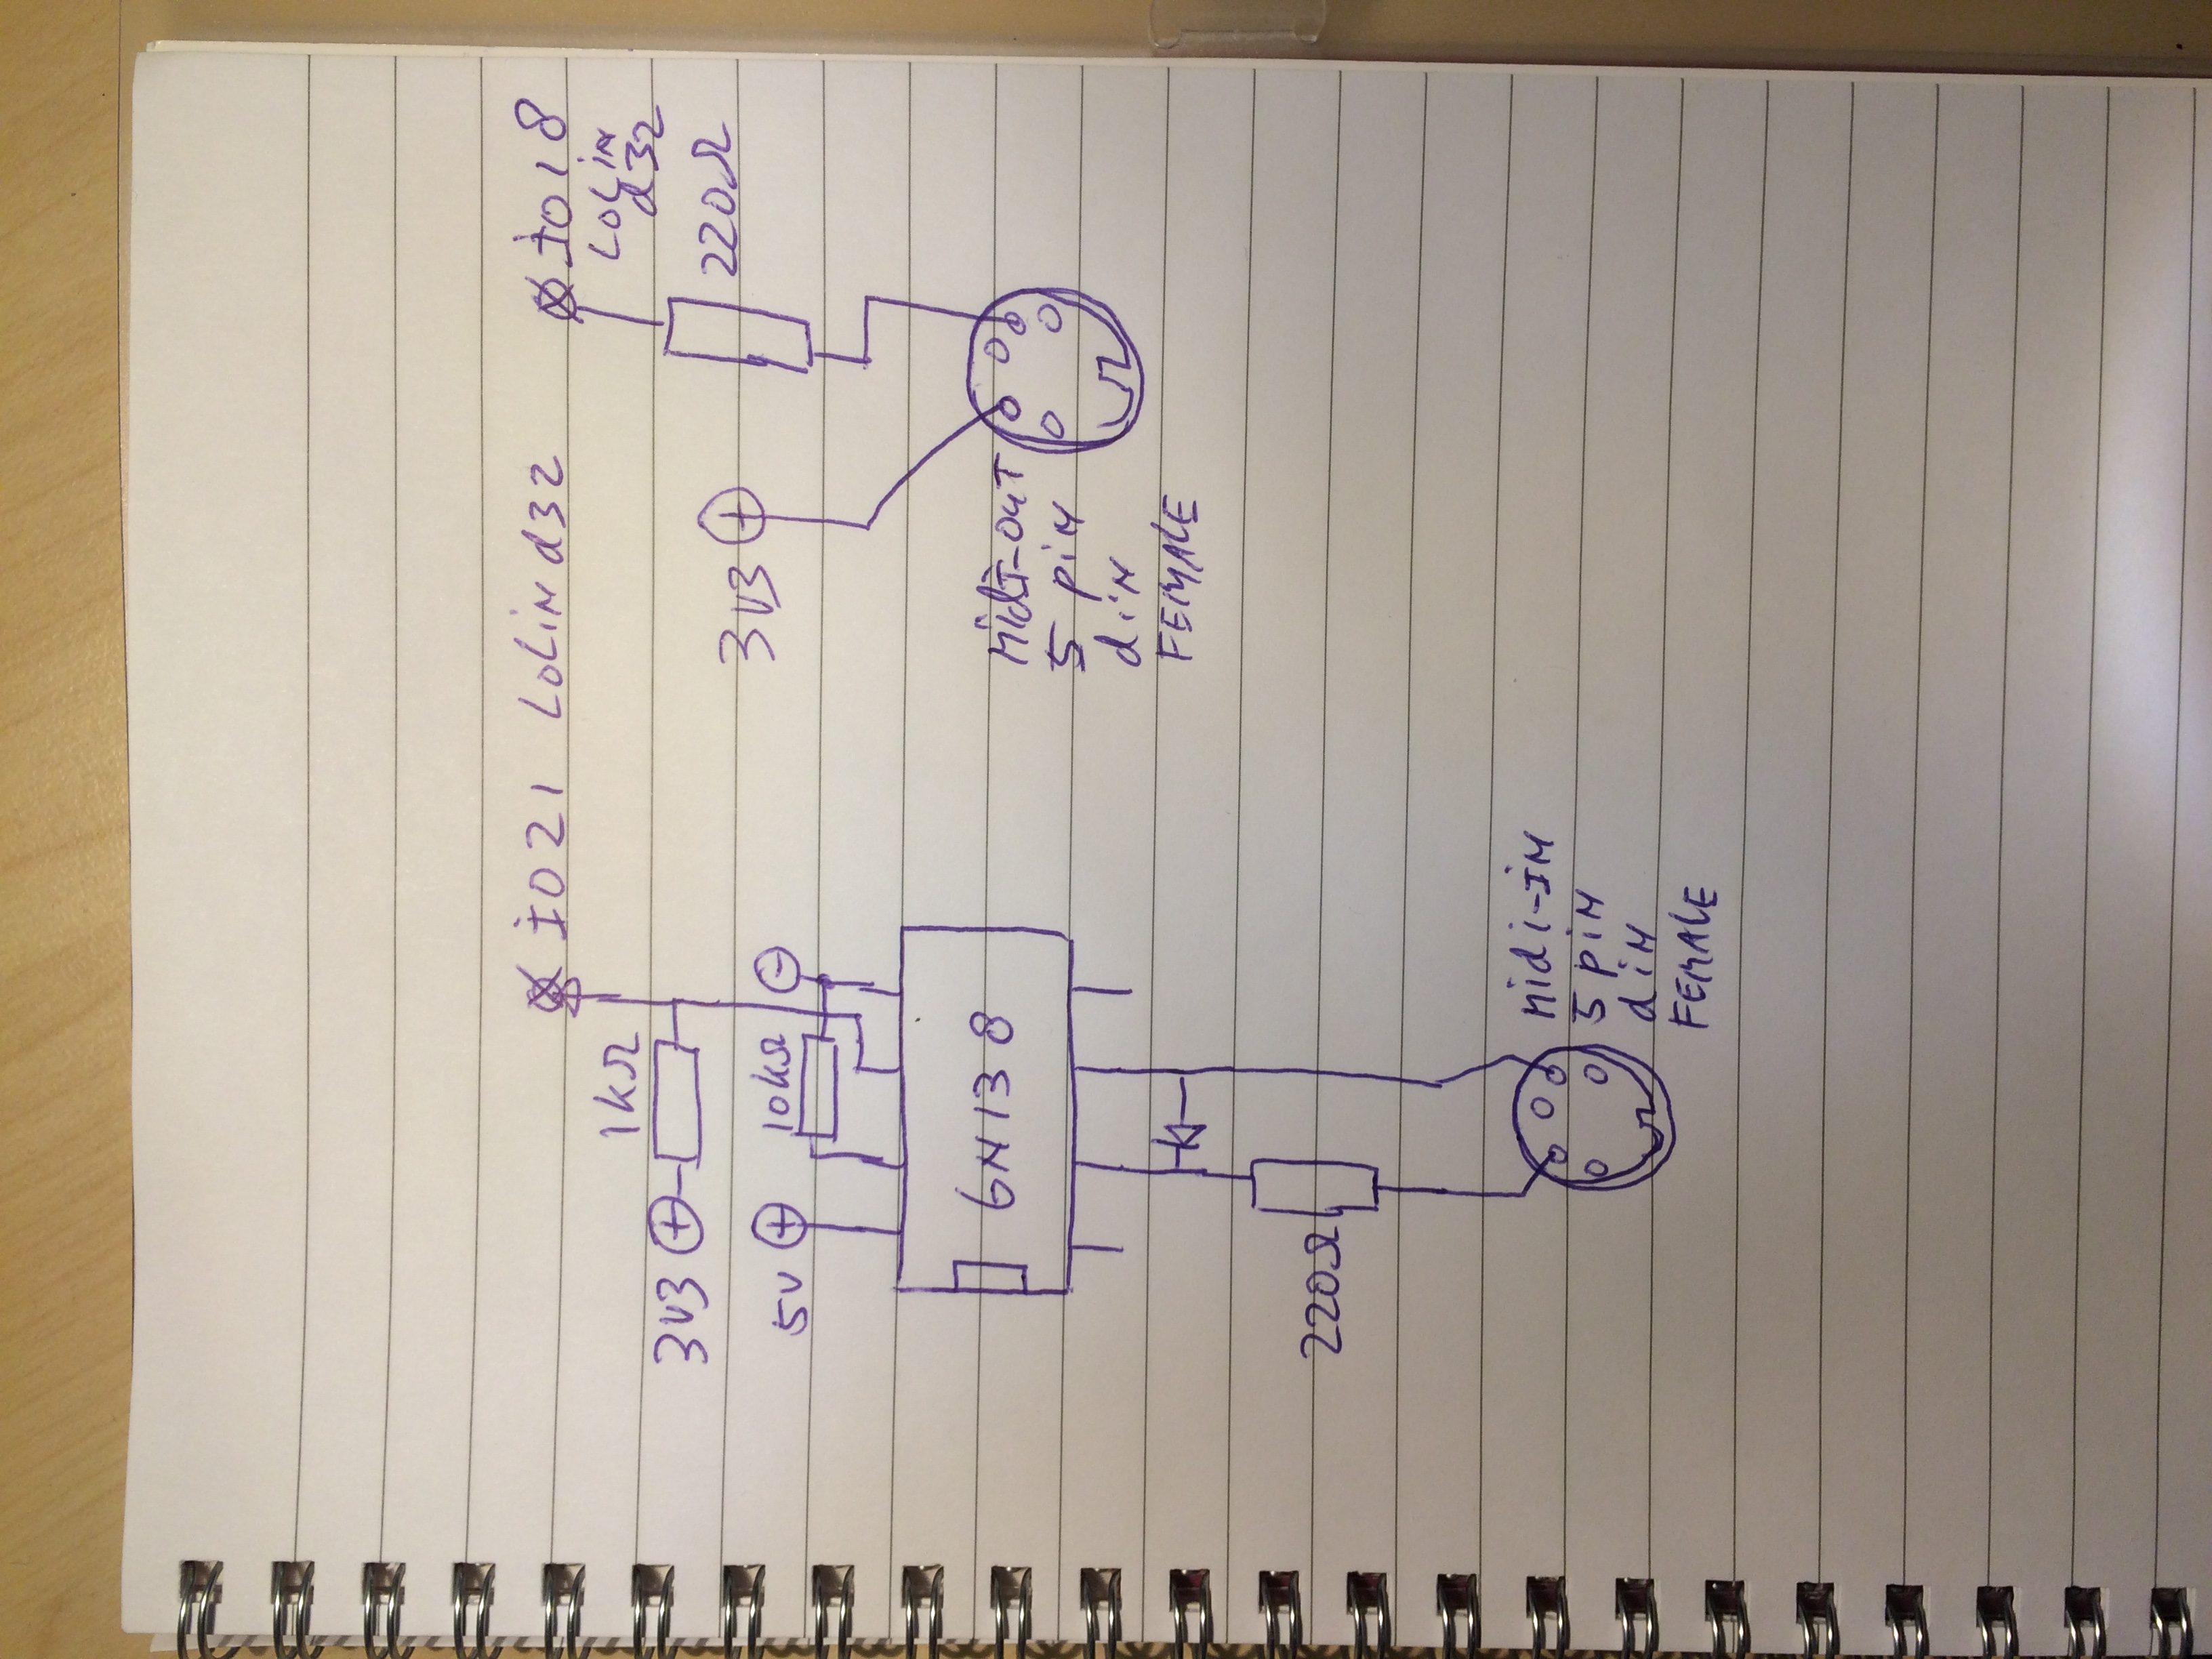 IO21 LOLIN d32
IO18
LOLIN
d32
1KΩ
3V3
220Ω
3V3
5V
10KΩ
6N138
Midi-OUT
5 PIN
diN
FEMALE
220Ω
Midi-IN
5 PIN
diN
FEMALE